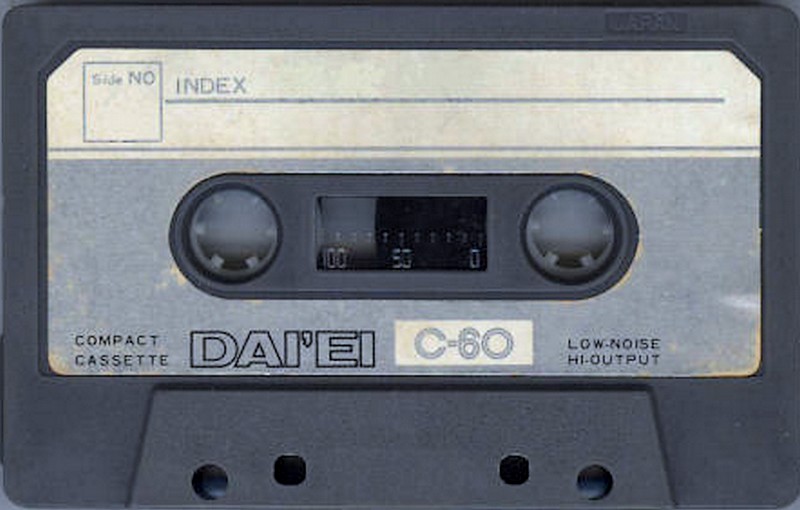 JAPAN
Side NO
INDEX
100 50 0
COMPACT
CASSETTE
DAI'EI
C-60
LOW-NOISE
HI-OUTPUT